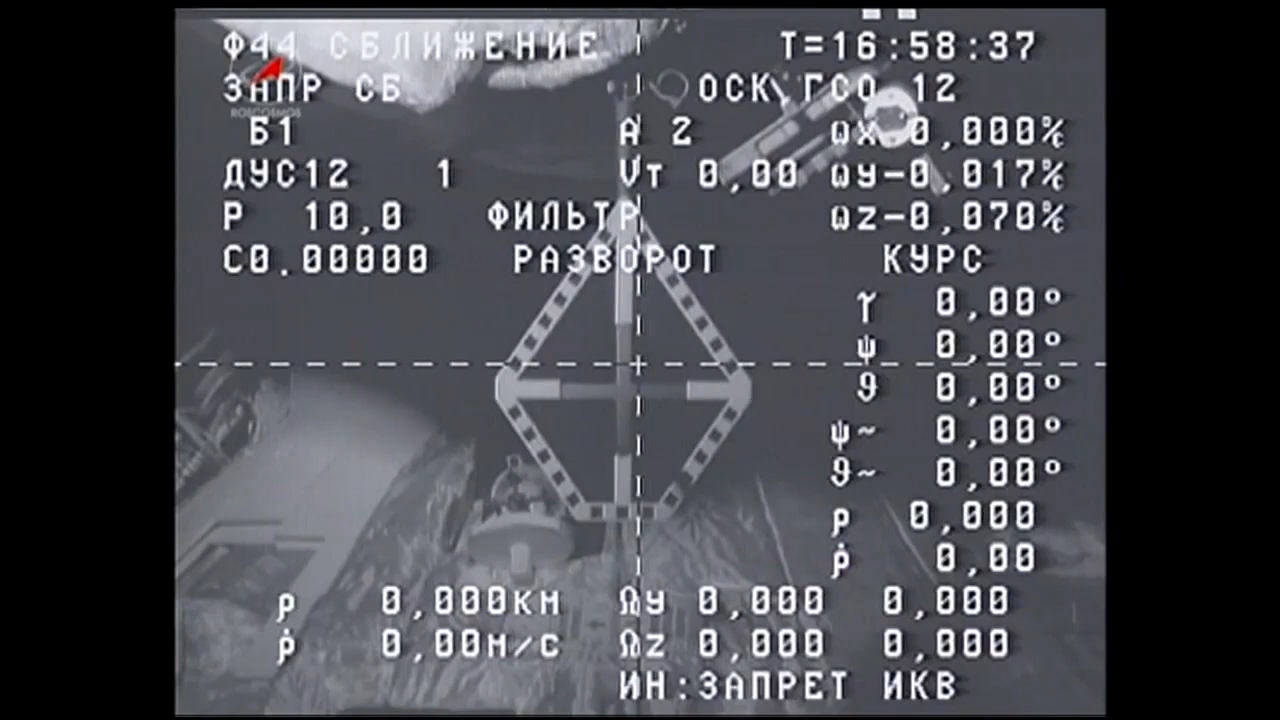 Ф44 СБЛИЖЕНИЕ T=16:58:37
ЗАПР СБ ОСК ГСО 12
ROSCOSMOS
Б1 A 2 ωx 0,000°/c
ДУС12 1 Vт 0,00 ωy-0,017°/c
P 10,0 ФИЛЬТР ωz-0,070°/c
C0.00000 РАЗВОРОТ КУРС
γ 0,00°
ψ 0,00°
ϑ 0,00°
ψ~ 0,00°
ϑ~ 0,00°
ρ 0,000
ρ̇ 0,00
ρ 0,000км Ωy 0,000 0,000
ρ̇ 0,00м/с Ωz 0,000 0,000
ИН:ЗАПРЕТ ИКВ